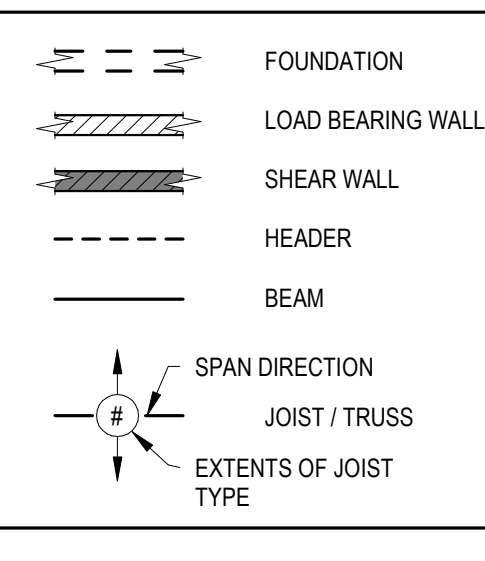 FOUNDATION
LOAD BEARING WALL
SHEAR WALL
HEADER
BEAM
SPAN DIRECTION
#
JOIST / TRUSS
EXTENTS OF JOIST
TYPE